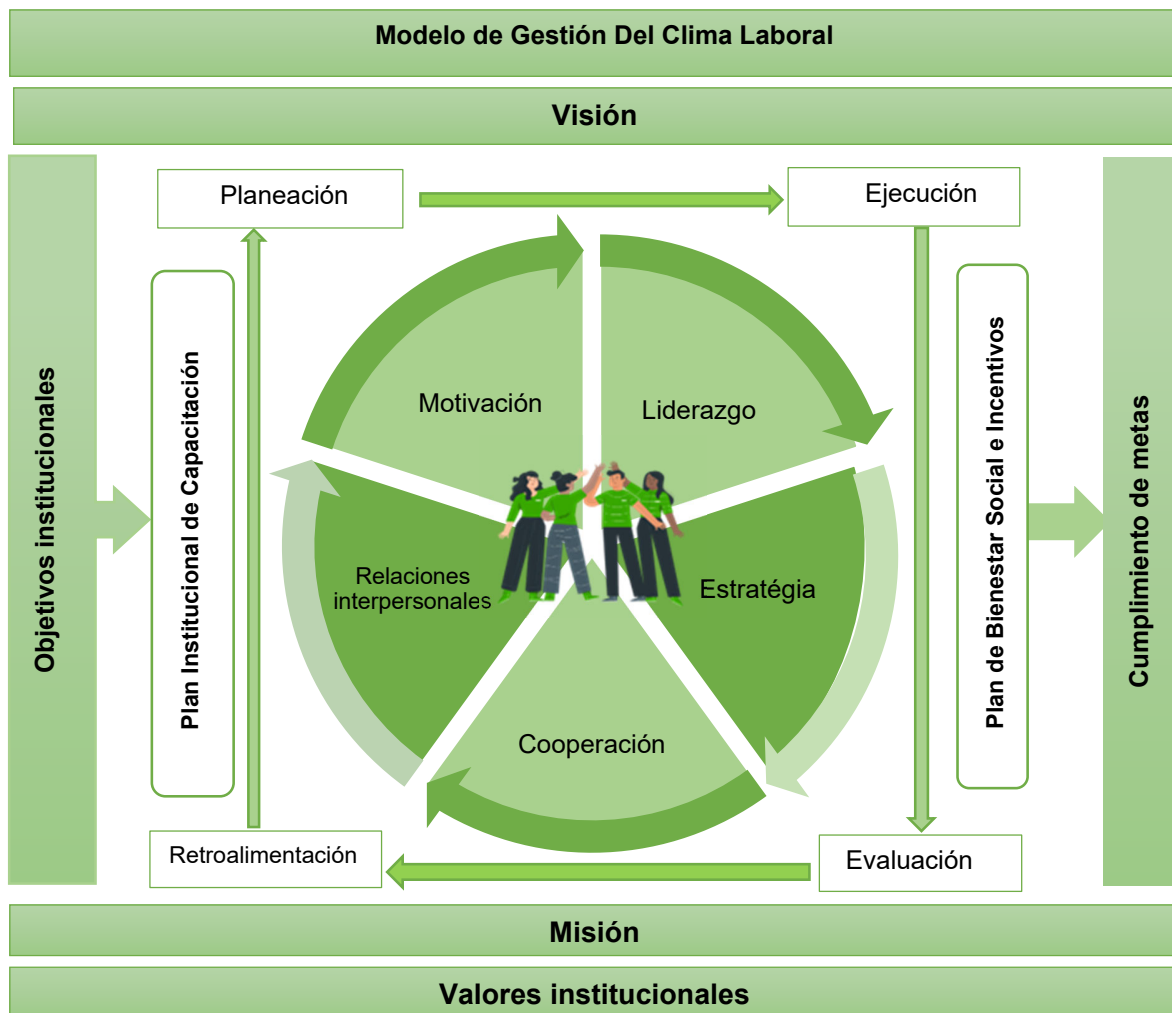 Modelo de Gestión Del Clima Laboral
Visión
Planeación
Ejecución
Objetivos institucionales
Plan Institucional de Capacitación
Motivación
Liderazgo
Relaciones
interpersonales
Estratégia
Cooperación
Plan de Bienestar Social e Incentivos
Cumplimiento de metas
Retroalimentación
Evaluación
Misión
Valores institucionales